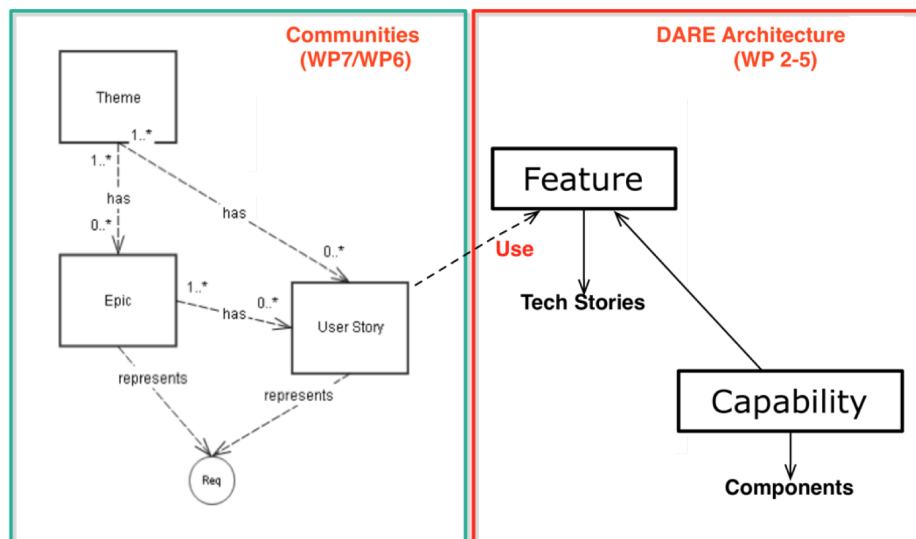 Communities
(WP7/WP6)
DARE Architecture
(WP 2-5)
Theme
1..*
1..*
has
has
0..*
0..*
Feature
Use
Tech Stories
Epic
1..*
0..*
has
User Story
represents
represents
Capability
Req
Components